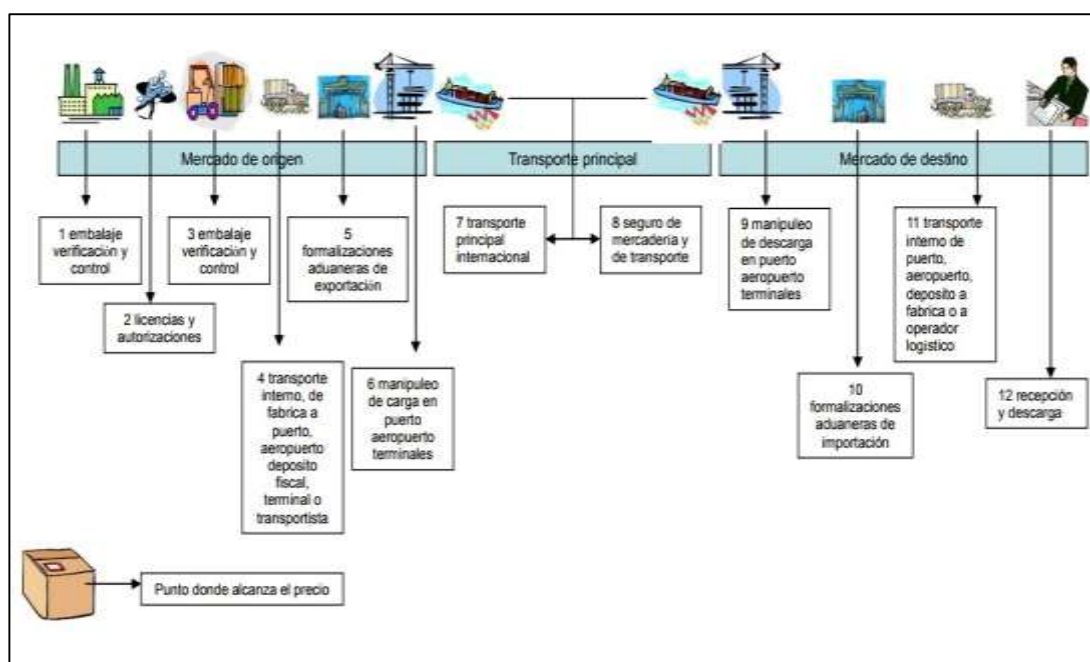 Mercado de origen
Transporte principal
Mercado de destino
1 embalaje
verificación y
control
2 licencias y
autorizaciones
3 embalaje
verificación y
control
4 transporte
interno, de
fabrica a
puerto,
aeropuerto
deposito
fiscal,
terminal o
transportista
5
formalizaciones
aduaneras de
exportación
6 manipuleo
de carga en
puerto
aeropuerto
terminales
7 transporte
principal
internacional
8 seguro de
mercadería y
de transporte
9 manipuleo
de descarga
en puerto
aeropuerto
terminales
10
formalizaciones
aduaneras de
importación
11 transporte
interno de
puerto,
aeropuerto,
deposito a
fabrica o a
operador
logístico
12 recepción
y descarga
Punto donde alcanza el precio